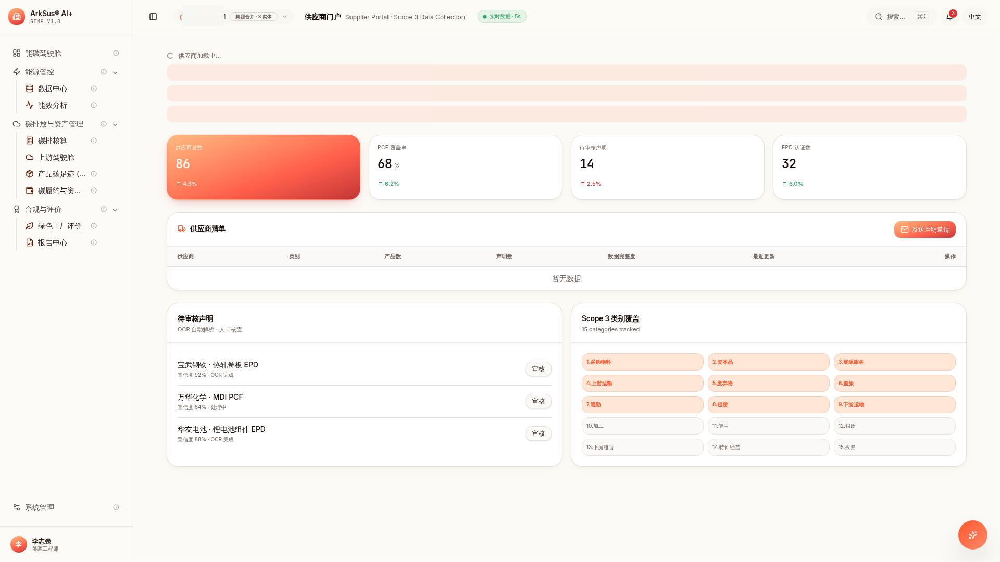 ArkSus® AI+
GEMP V1.0
能碳驾驶舱
能源管控
数据中心
能效分析
碳排放与资产管理
碳排核算
上游驾驶舱
产品碳足迹 (...
碳履约与资...
合规与评价
绿色工厂评价
报告中心
系统管理
李
李志强
能源工程师
集团合并 · 3 实体
供应商门户 Supplier Portal · Scope 3 Data Collection
实时数据 · 5s
搜索...
⌘K
3
中文
供应商加载中...
供应商总数
86
4.6%
PCF 覆盖率
68 %
6.2%
待审核声明
14
2.5%
EPD 认证数
32
6.0%
供应商清单
发送声明邀请
供应商 类别 产品数 声明数 数据完整度 最近更新 操作
暂无数据
待审核声明
OCR 自动解析 · 人工核查
宝武钢铁 · 热轧卷板 EPD
置信度 92% · OCR 完成
审核
万华化学 · MDI PCF
置信度 64% · 处理中
审核
华友电池 · 锂电池组件 EPD
置信度 88% · OCR 完成
审核
Scope 3 类别覆盖
15 categories tracked
1.采购物料 2.资本品 3.能源服务
4.上游运输 5.废弃物 6.差旅
7.通勤 8.租赁 9.下游运输
10.加工 11.使用 12.报废
13.下游租赁 14.特许经营 15.投资